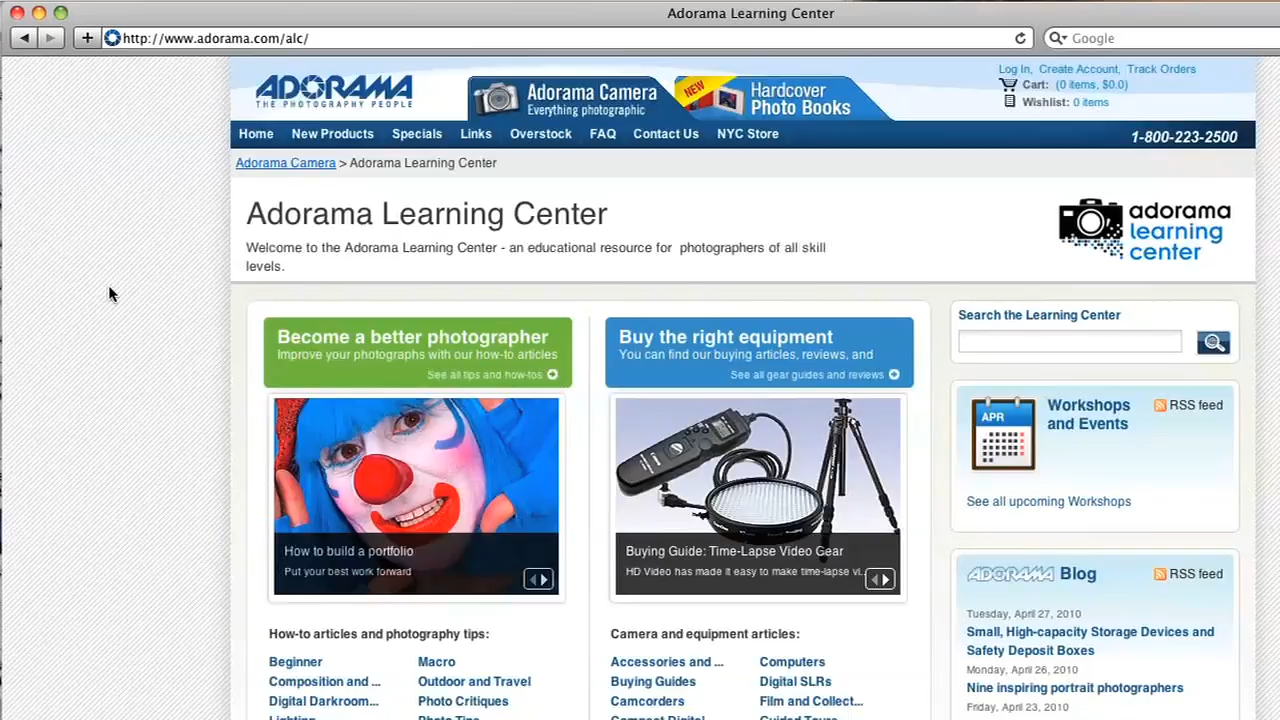 Adorama Learning Center
http://www.adorama.com/alc/
Google
ADORAMA
THE PHOTOGRAPHY PEOPLE
Adorama Camera
Everything photographic
NEW
Hardcover
Photo Books
Log In, Create Account, Track Orders
Cart: (0 items, $0.0)
Wishlist: 0 items
Home New Products Specials Links Overstock FAQ Contact Us NYC Store
1-800-223-2500
Adorama Camera > Adorama Learning Center
Adorama Learning Center
Welcome to the Adorama Learning Center - an educational resource for photographers of all skill
levels.
adorama
learning
center
Become a better photographer
Improve your photographs with our how-to articles
See all tips and how-tos
How to build a portfolio
Put your best work forward
How-to articles and photography tips:
Beginner Macro
Composition and ... Outdoor and Travel
Digital Darkroom... Photo Critiques
Lighting Photo Tips
Buy the right equipment
You can find our buying articles, reviews, and
See all gear guides and reviews
Buying Guide: Time-Lapse Video Gear
HD Video has made it easy to make time-lapse vi...
Camera and equipment articles:
Accessories and ... Computers
Buying Guides Digital SLRs
Camcorders Film and Collect...
Compact Digital Guided Tours
Search the Learning Center
APR
Workshops
and Events
RSS feed
See all upcoming Workshops
ADORAMA Blog
RSS feed
Tuesday, April 27, 2010
Small, High-capacity Storage Devices and
Safety Deposit Boxes
Monday, April 26, 2010
Nine inspiring portrait photographers
Friday, April 23, 2010